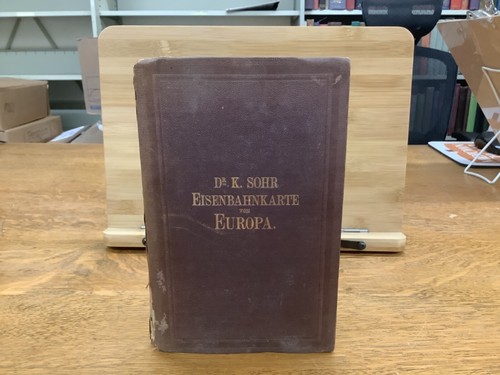 DR. K. SOHR
EISENBAHNKARTE
VON
EUROPA.